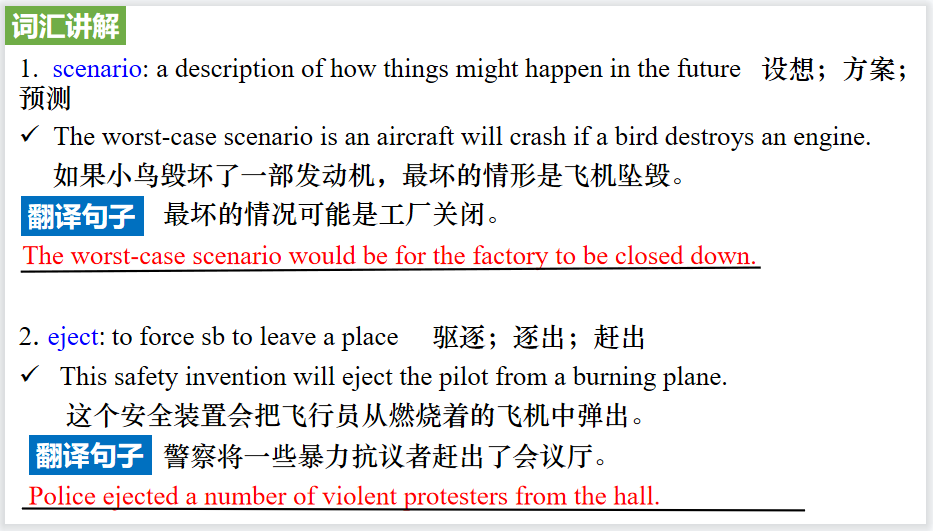 词汇讲解
1. scenario: a description of how things might happen in the future 设想；方案；
预测
✓ The worst-case scenario is an aircraft will crash if a bird destroys an engine.
如果小鸟毁坏了一部发动机，最坏的情形是飞机坠毁。
翻译句子 最坏的情况可能是工厂关闭。
The worst-case scenario would be for the factory to be closed down.
2. eject: to force sb to leave a place 驱逐；逐出；赶出
✓ This safety invention will eject the pilot from a burning plane.
这个安全装置会把飞行员从燃烧着的飞机中弹出。
翻译句子 警察将一些暴力抗议者赶出了会议厅。
Police ejected a number of violent protesters from the hall.